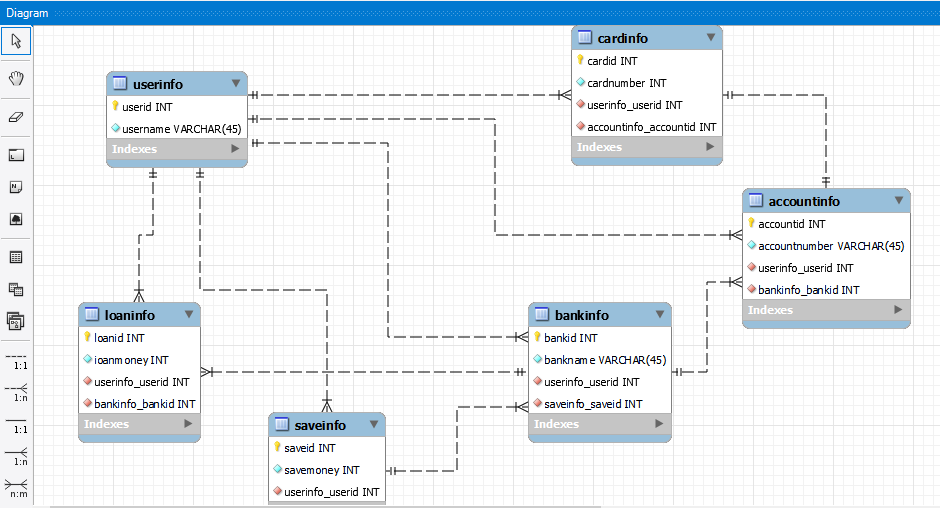 Diagram
userinfo
userid INT
username VARCHAR(45)
Indexes
cardinfo
cardid INT
cardnumber INT
userinfo_userid INT
accountinfo_accountid INT
Indexes
accountinfo
accountid INT
accountnumber VARCHAR(45)
userinfo_userid INT
bankinfo_bankid INT
Indexes
loaninfo
loanid INT
ioanmoney INT
userinfo_userid INT
bankinfo_bankid INT
Indexes
bankinfo
bankid INT
bankname VARCHAR(45)
userinfo_userid INT
saveinfo_saveid INT
Indexes
saveinfo
saveid INT
savemoney INT
userinfo_userid INT
1:1
1:n
1:1
1:n
n:m